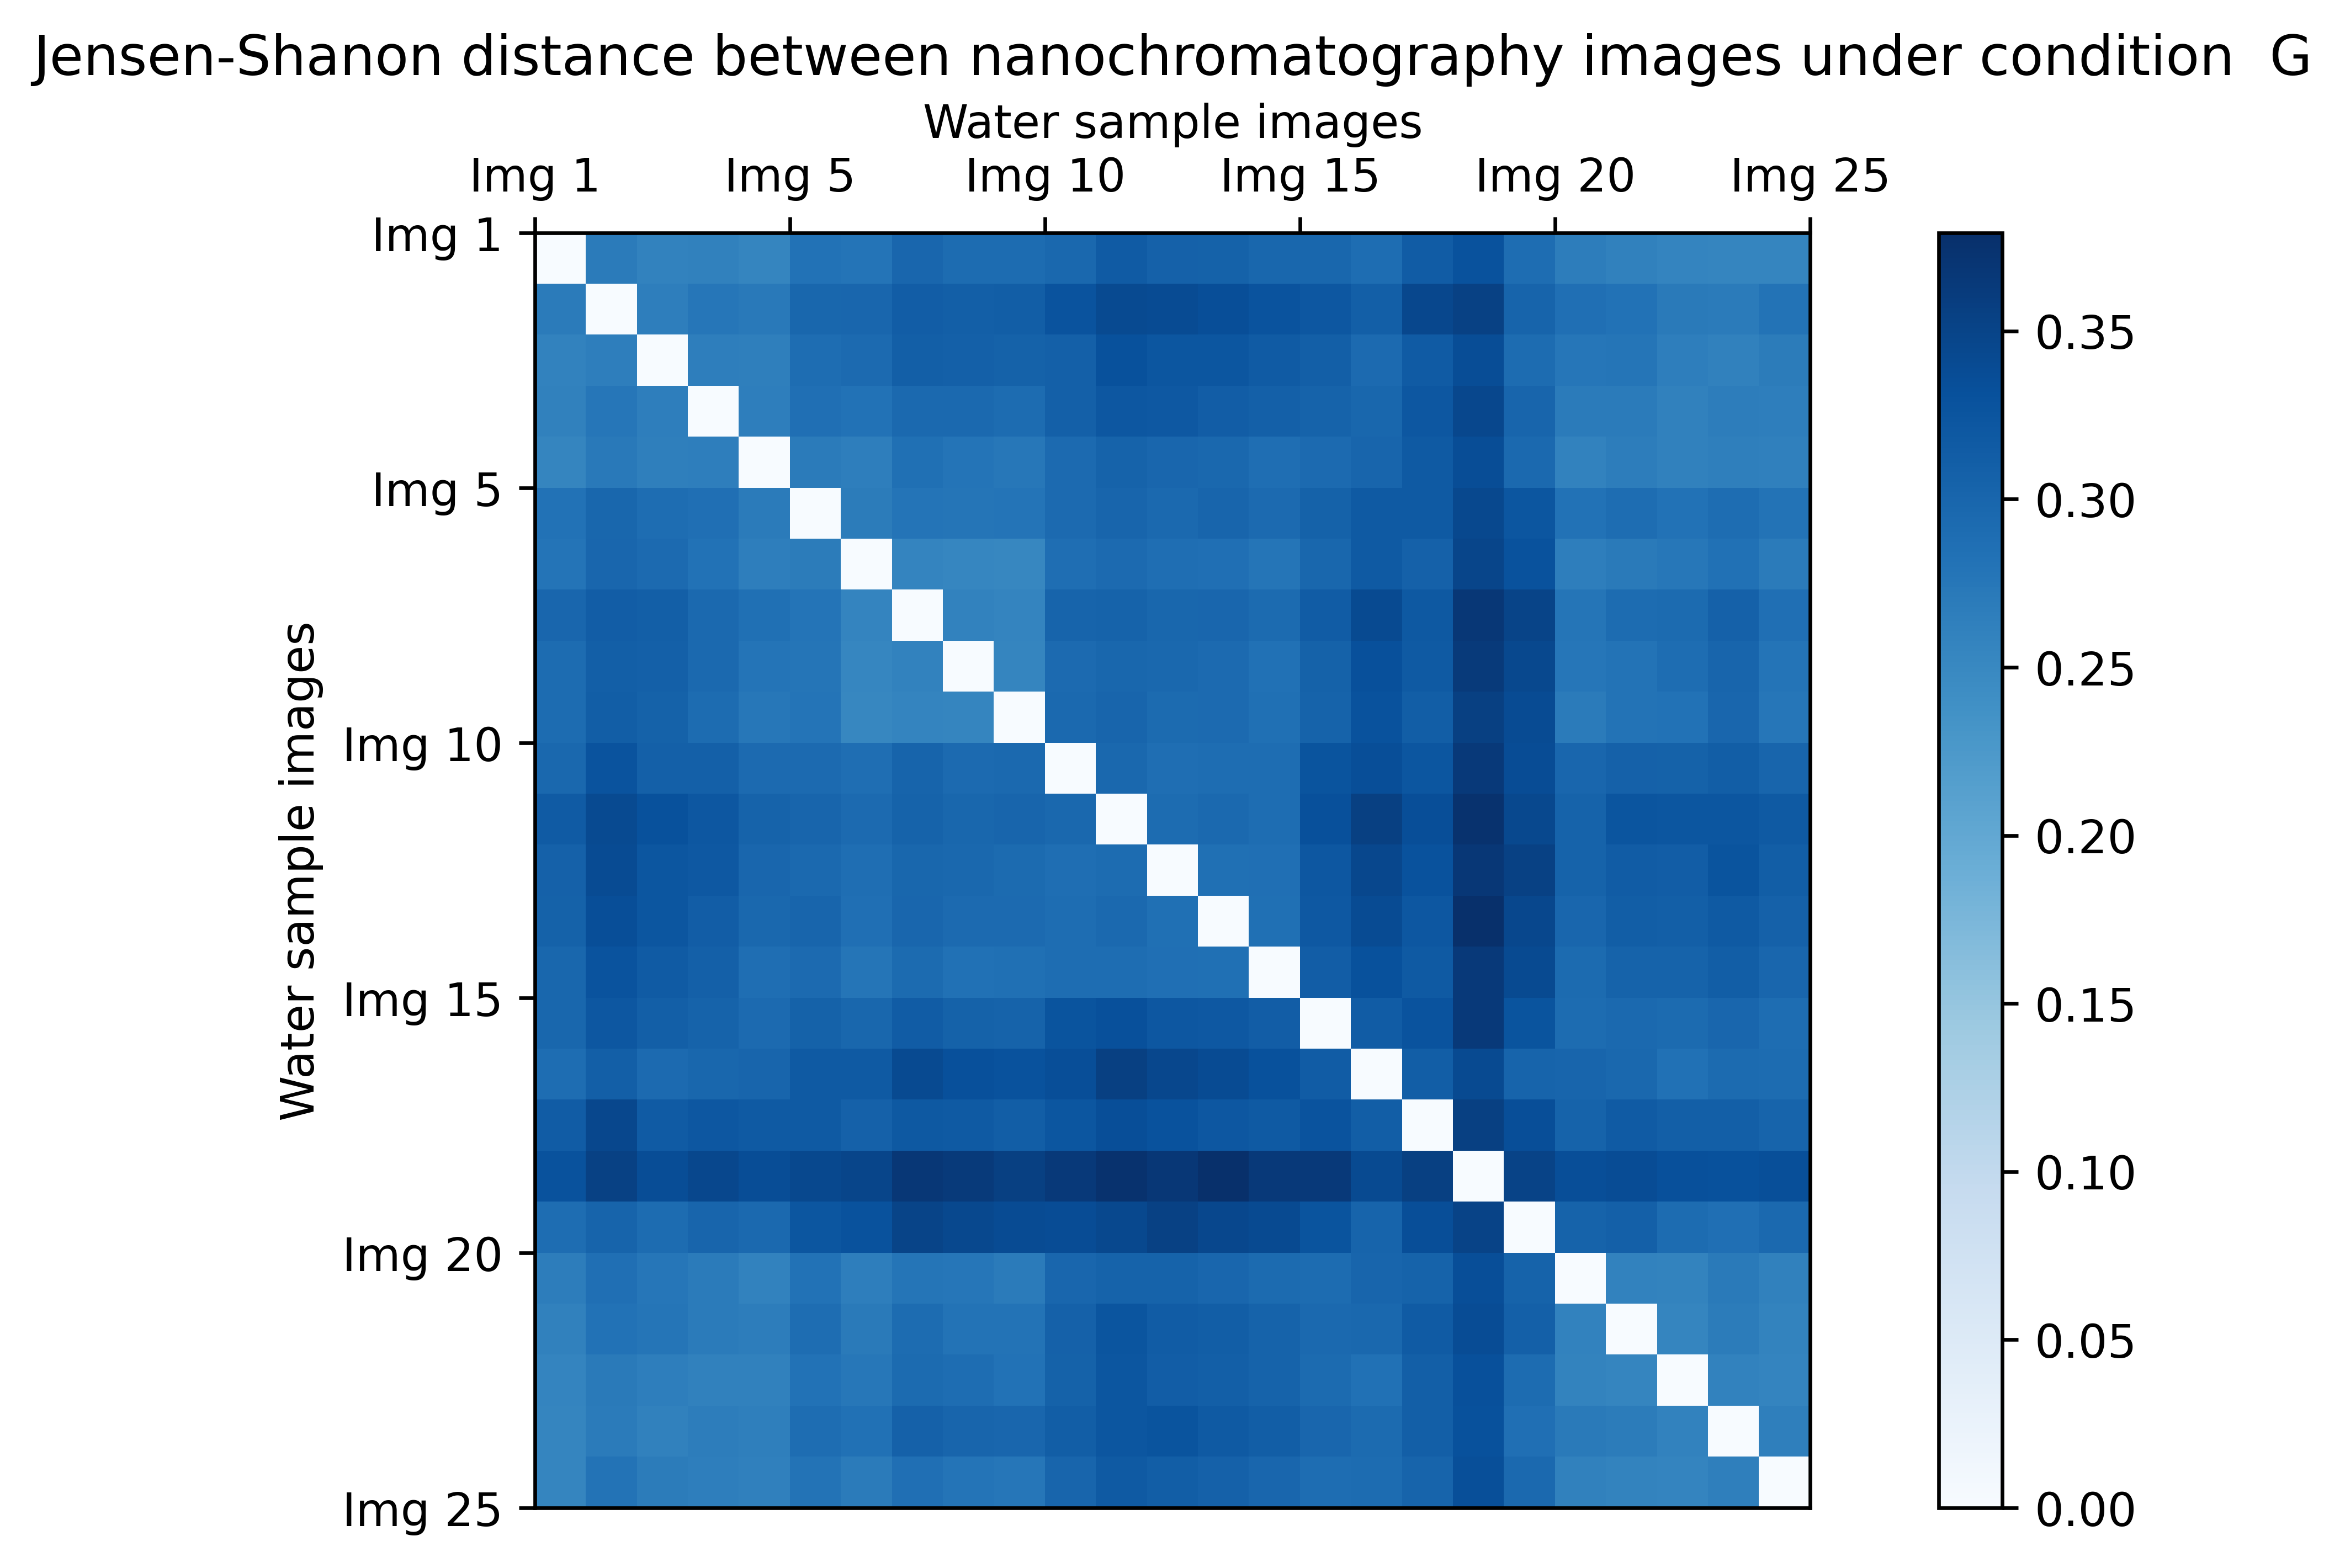 Jensen-Shanon distance between nanochromatography images under condition  G
Water sample images
Img 1 Img 5 Img 10 Img 15 Img 20 Img 25
Water sample images
Img 1
Img 5
Img 10
Img 15
Img 20
Img 25
0.35
0.30
0.25
0.20
0.15
0.10
0.05
0.00